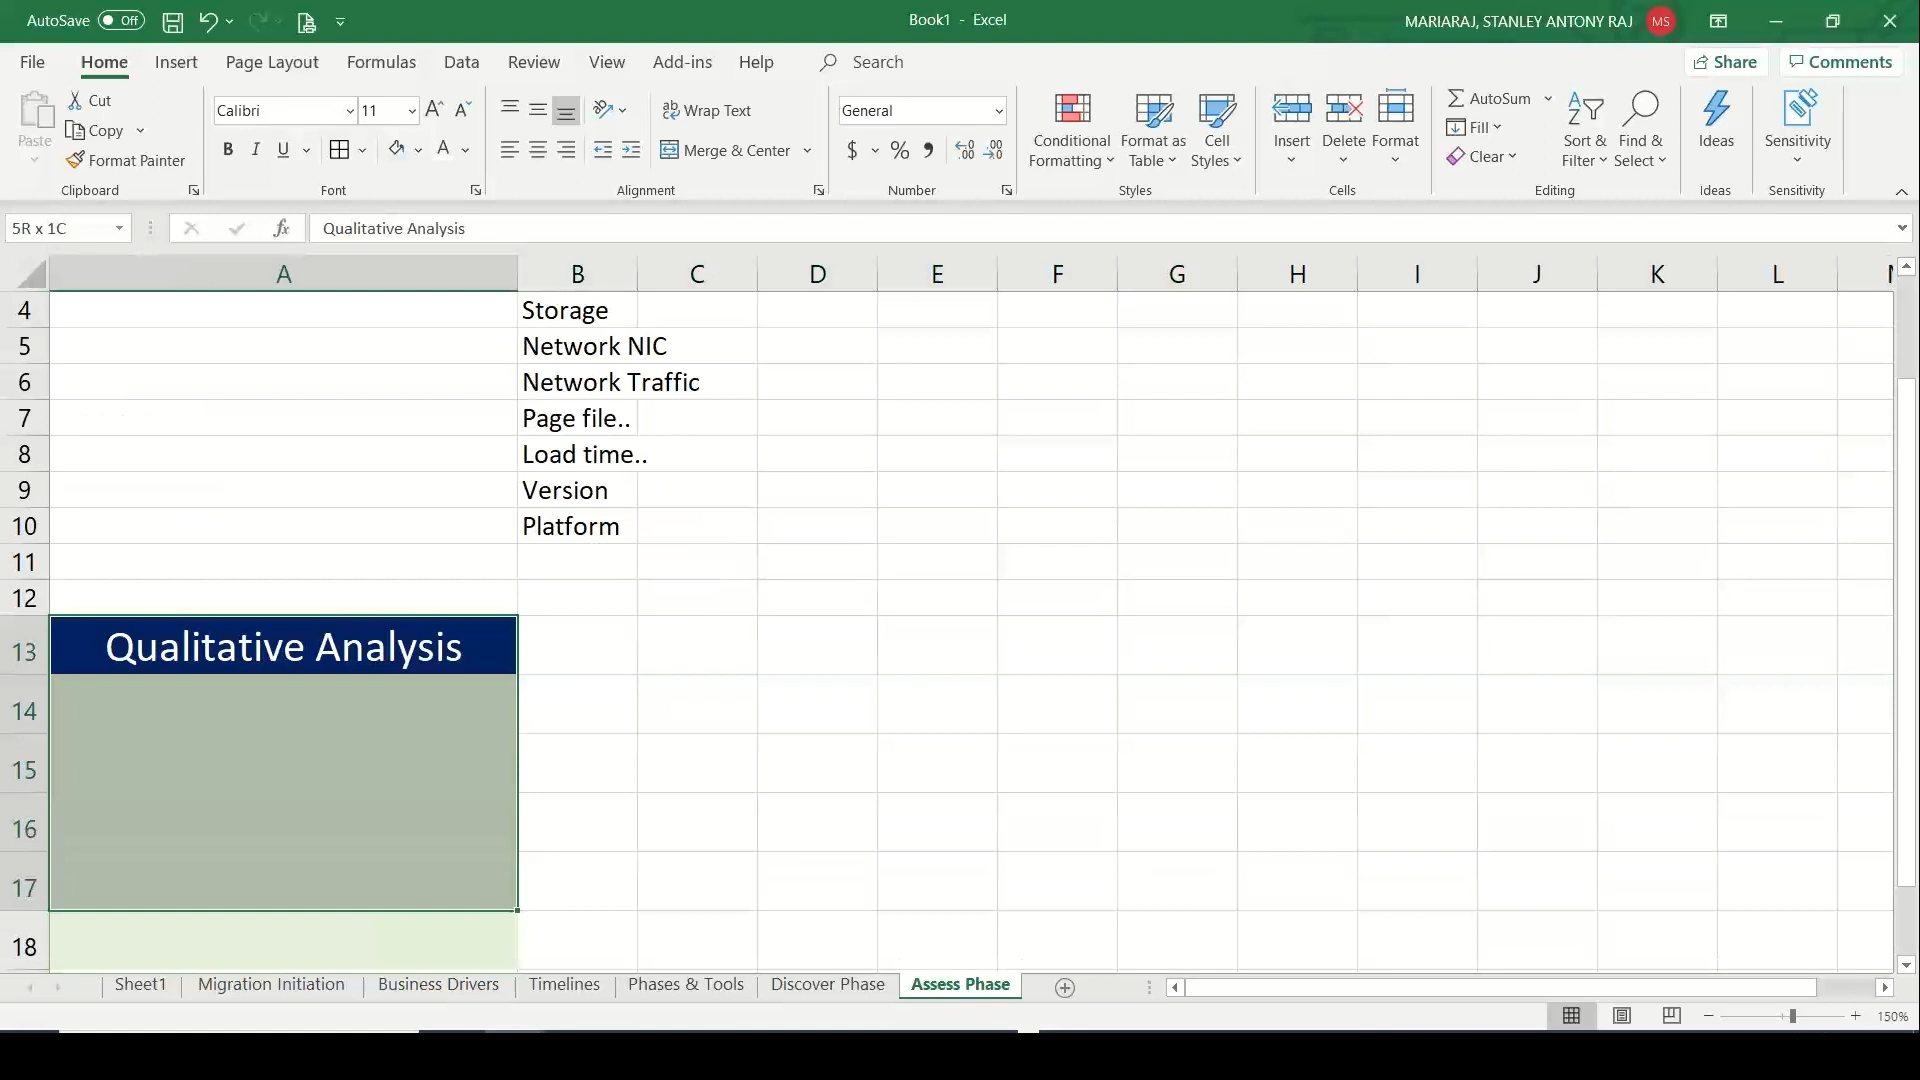 AutoSave Off
Book1 - Excel
MARIARAJ, STANLEY ANTONY RAJ MS
File Home Insert Page Layout Formulas Data Review View Add-ins Help Search Share Comments
Paste
Cut
Copy
Format Painter
Clipboard
Calibri 11
B I U
Font
Wrap Text
Merge & Center
Alignment
General
$ % 9
Number
Conditional Formatting
Format as Table
Cell Styles
Styles
Insert Delete Format
Cells
AutoSum
Fill
Clear
Sort & Filter
Find & Select
Editing
Ideas
Ideas
Sensitivity
Sensitivity
5R x 1C fx Qualitative Analysis
A B C D E F G H I J K L
4 Storage
5 Network NIC
6 Network Traffic
7 Page file..
8 Load time..
9 Version
10 Platform
11
12
13 Qualitative Analysis
14
15
16
17
18
Sheet1 Migration Initiation Business Drivers Timelines Phases & Tools Discover Phase Assess Phase
150%